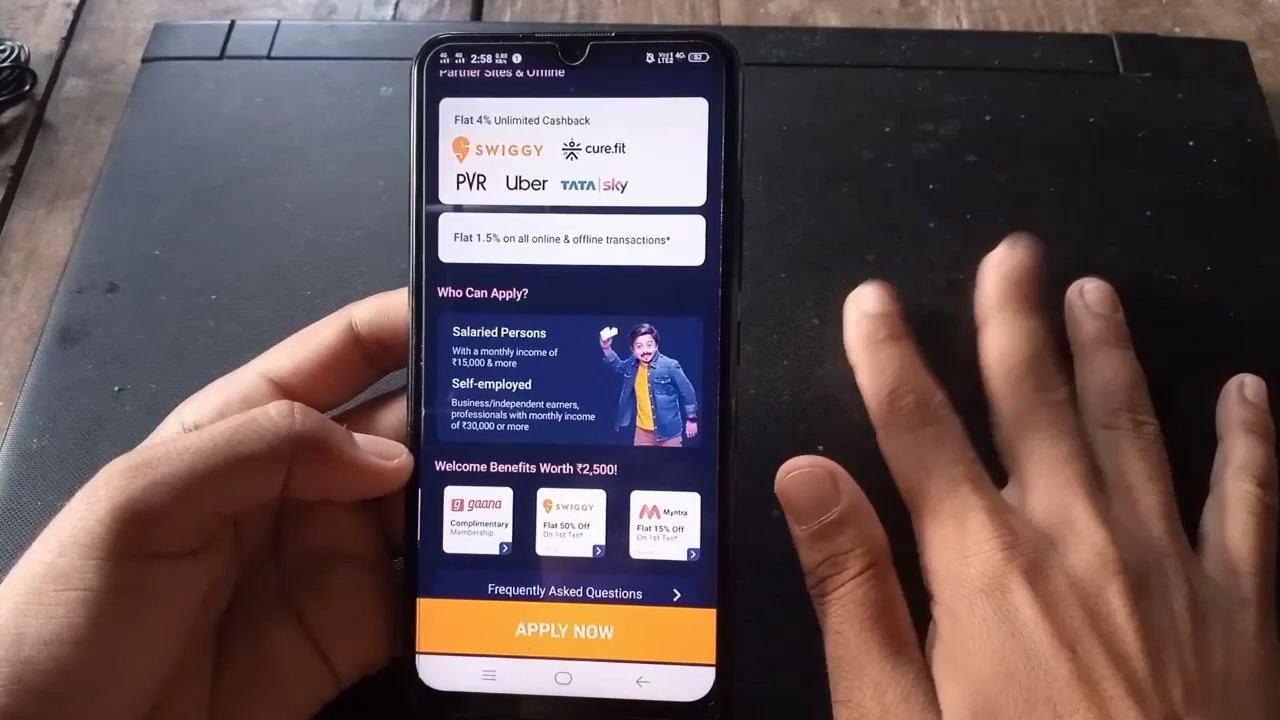 2:58
Partner Sites & Offline
Flat 4% Unlimited Cashback
SWIGGY
cure.fit
PVR
Uber
TATA sky
Flat 1.5% on all online & offline transactions*
Who Can Apply?
Salaried Persons
With a monthly income of
₹15,000 & more
Self-employed
Business/independent earners,
professionals with monthly income
of ₹30,000 or more
Welcome Benefits Worth ₹2,500!
gaana
Complimentary
Membership
SWIGGY
Flat 50% Off
On 1st Txn*
Myntra
Flat 15% Off
On 1st Txn*
Frequently Asked Questions
APPLY NOW